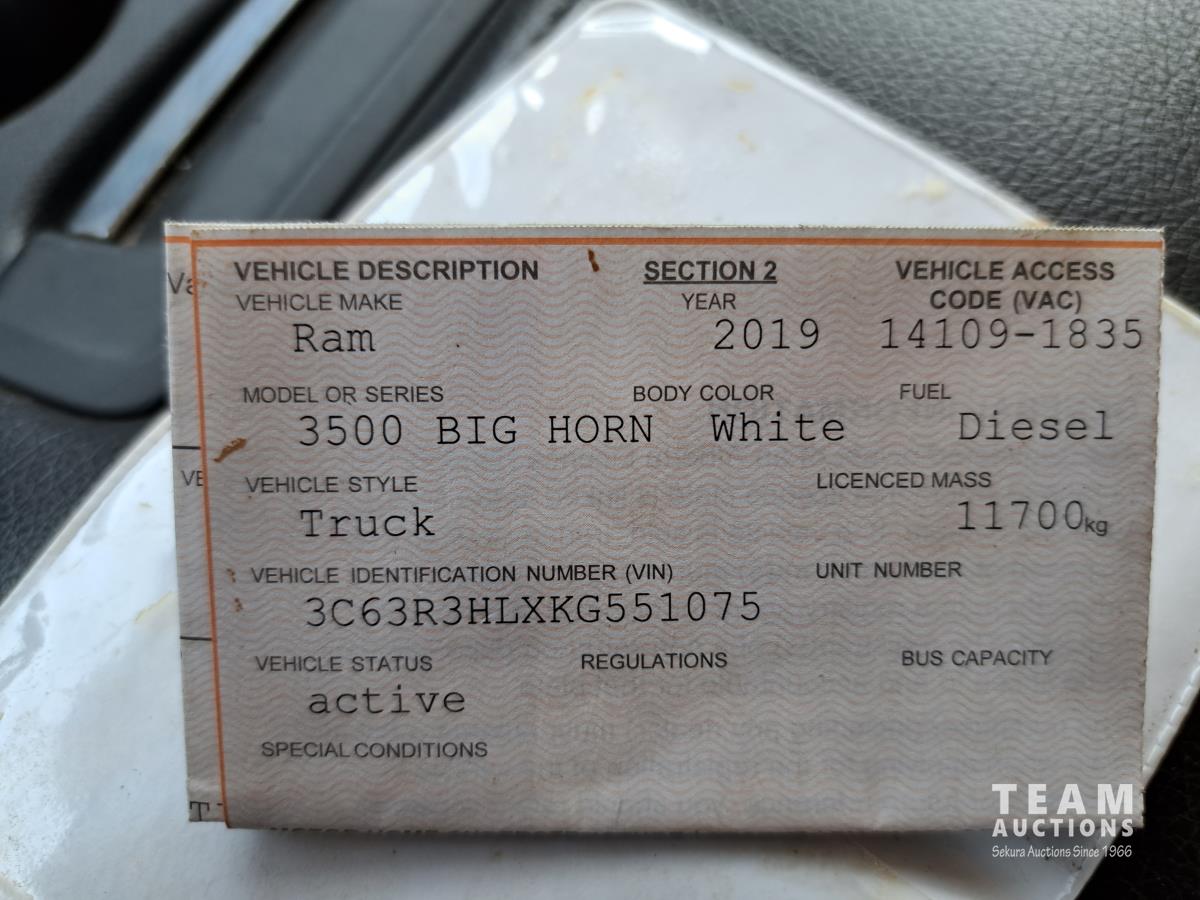 VEHICLE DESCRIPTION SECTION 2 VEHICLE ACCESS
VEHICLE MAKE YEAR CODE (VAC)
Ram 2019 14109-1835
MODEL OR SERIES BODY COLOR FUEL
3500 BIG HORN White Diesel
VEHICLE STYLE LICENCED MASS
Truck 11700kg
VEHICLE IDENTIFICATION NUMBER (VIN) UNIT NUMBER
3C63R3HLXKG551075
VEHICLE STATUS REGULATIONS BUS CAPACITY
active
SPECIAL CONDITIONS
TEAM
AUCTIONS
Sekura Auctions Since 1966